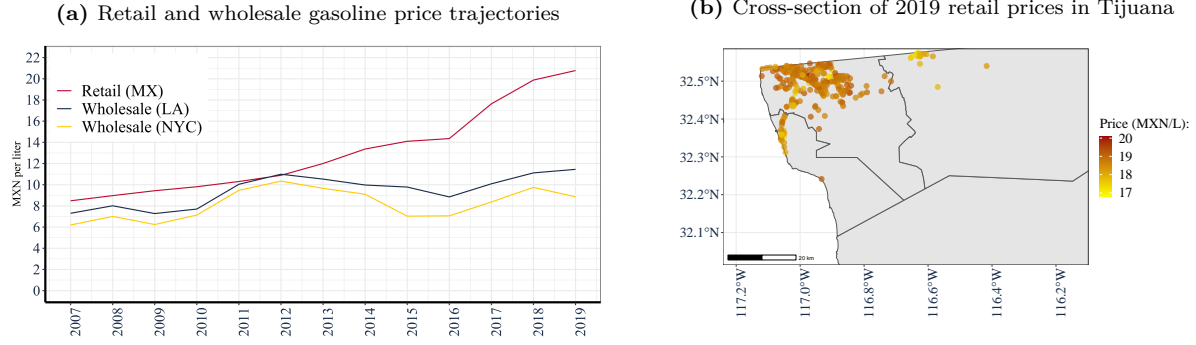 (a) Retail and wholesale gasoline price trajectories
MXN per liter
22
20
18
16
14
12
10
8
6
4
2
0
Retail (MX)
Wholesale (LA)
Wholesale (NYC)
2007
2008
2009
2010
2011
2012
2013
2014
2015
2016
2017
2018
2019
(b) Cross-section of 2019 retail prices in Tijuana
32.5°N
32.4°N
32.3°N
32.2°N
32.1°N
20 km
117.2°W
117.0°W
116.8°W
116.6°W
116.4°W
116.2°W
Price (MXN/L):
20
19
18
17